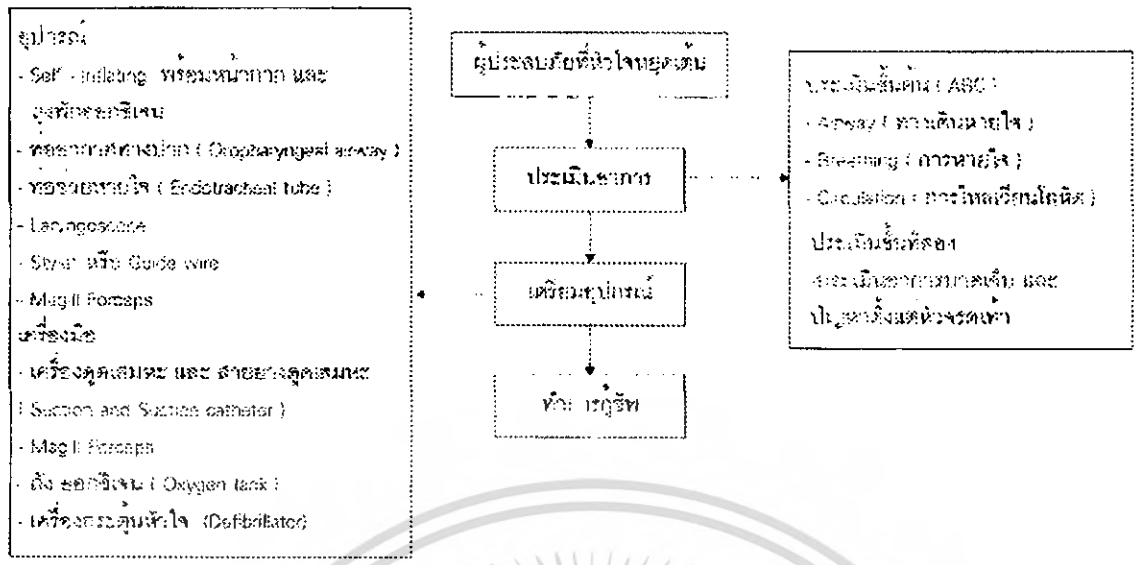 อุปกรณ์
- Self - inflating พร้อมหน้ากาก และ
ถุงพักออกซิเจน
- ท่ออากาศทางปาก ( Oropharyngeal airway )
- ท่อช่วยหายใจ ( Endotracheal tube )
- Laryngoscope
- Stylet หรือ Guide wire
- Magill Forceps
เครื่องมือ
- เครื่องดูดเสมหะ และ สายยางดูดเสมหะ
( Suction and Suction catheter )
- Magill Forceps
- ถัง ออกซิเจน ( Oxygen tank )
- เครื่องกระตุ้นหัวใจ (Defibrillator)
ผู้ประสบภัยที่หัวใจหยุดเต้น
ประเมินอาการ
เตรียมอุปกรณ์
ทำการกู้ชีพ
ประเมินขั้นต้น ( ABC )
- Airway ( ทางเดินหายใจ )
- Breathing ( การหายใจ )
- Circulation ( การไหลเวียนโลหิต )
ประเมินขั้นที่สอง
-ประเมินอาการบาดเจ็บ และ
ปัญหาตั้งแต่หัวจรดเท้า